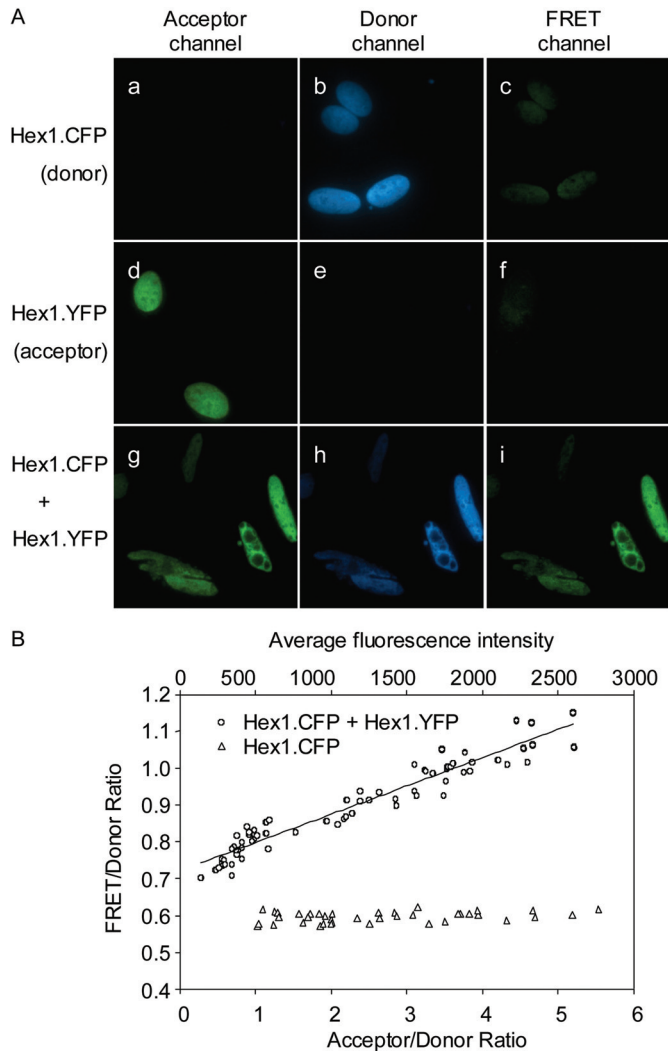 A
Acceptor channel
Donor channel
FRET channel
Hex1.CFP
(donor)
a
b
c
Hex1.YFP
(acceptor)
d
e
f
Hex1.CFP
+
Hex1.YFP
g
h
i
B
Average fluorescence intensity
0 500 1000 1500 2000 2500 3000
1.2
1.1
1.0
0.9
0.8
0.7
0.6
0.5
0.4
FRET/Donor Ratio
Hex1.CFP + Hex1.YFP
Hex1.CFP
0 1 2 3 4 5 6
Acceptor/Donor Ratio